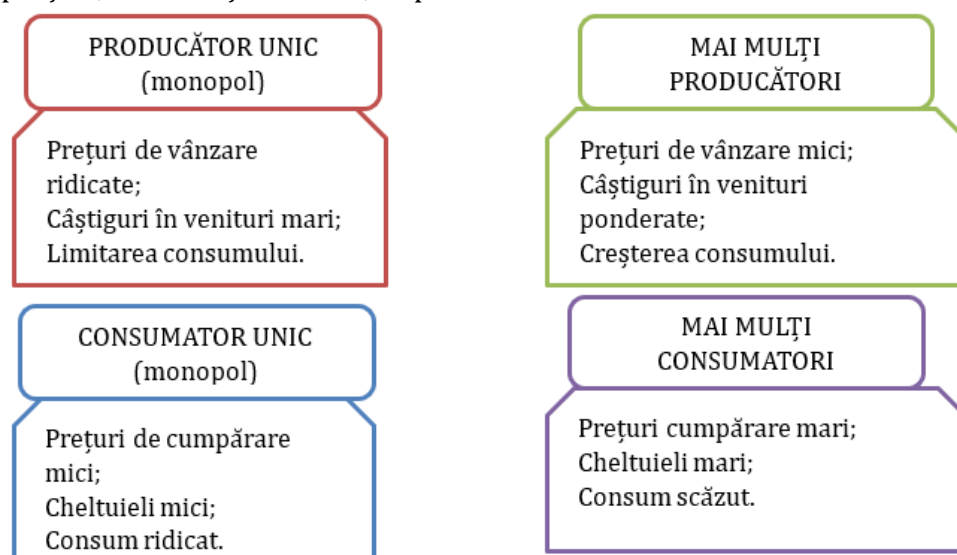 PRODUCĂTOR UNIC
(monopol)
Prețuri de vânzare
ridicate;
Câștiguri în venituri mari;
Limitarea consumului.
MAI MULȚI
PRODUCĂTORI
Prețuri de vânzare mici;
Câștiguri în venituri
ponderate;
Creșterea consumului.
CONSUMATOR UNIC
(monopol)
Prețuri de cumpărare
mici;
Cheltuieli mici;
Consum ridicat.
MAI MULȚI
CONSUMATORI
Prețuri cumpărare mari;
Cheltuieli mari;
Consum scăzut.